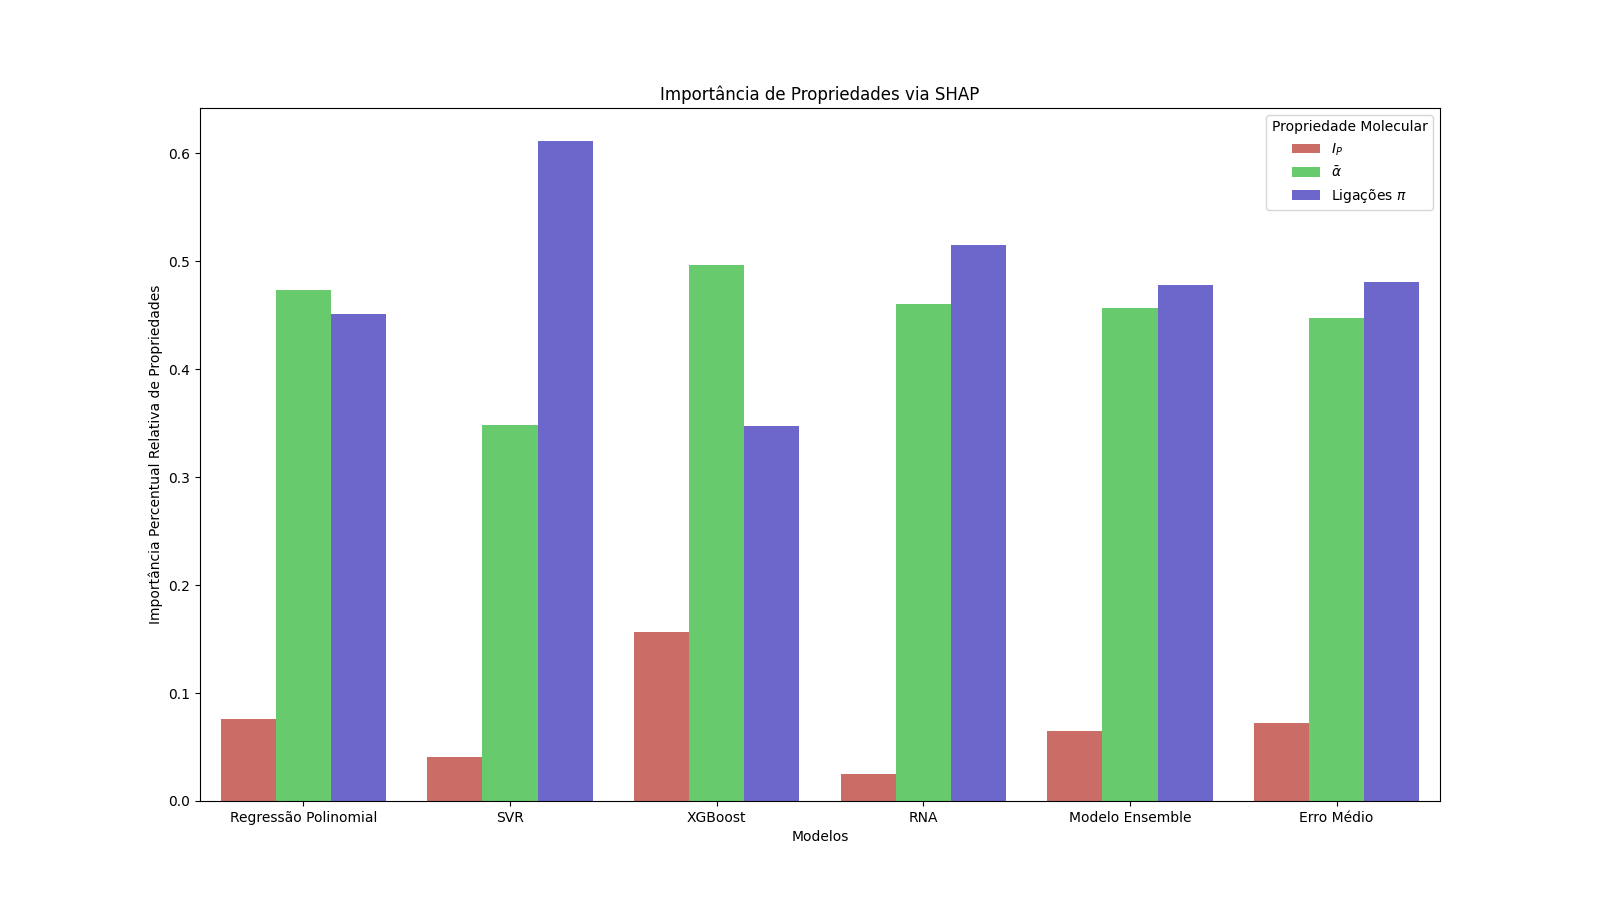 Importância de Propriedades via SHAP
Propriedade Molecular
I_P
ᾱ
Ligações π
Importância Percentual Relativa de Propriedades
0.6
0.5
0.4
0.3
0.2
0.1
0.0
Regressão Polinomial SVR XGBoost RNA Modelo Ensemble Erro Médio
Modelos